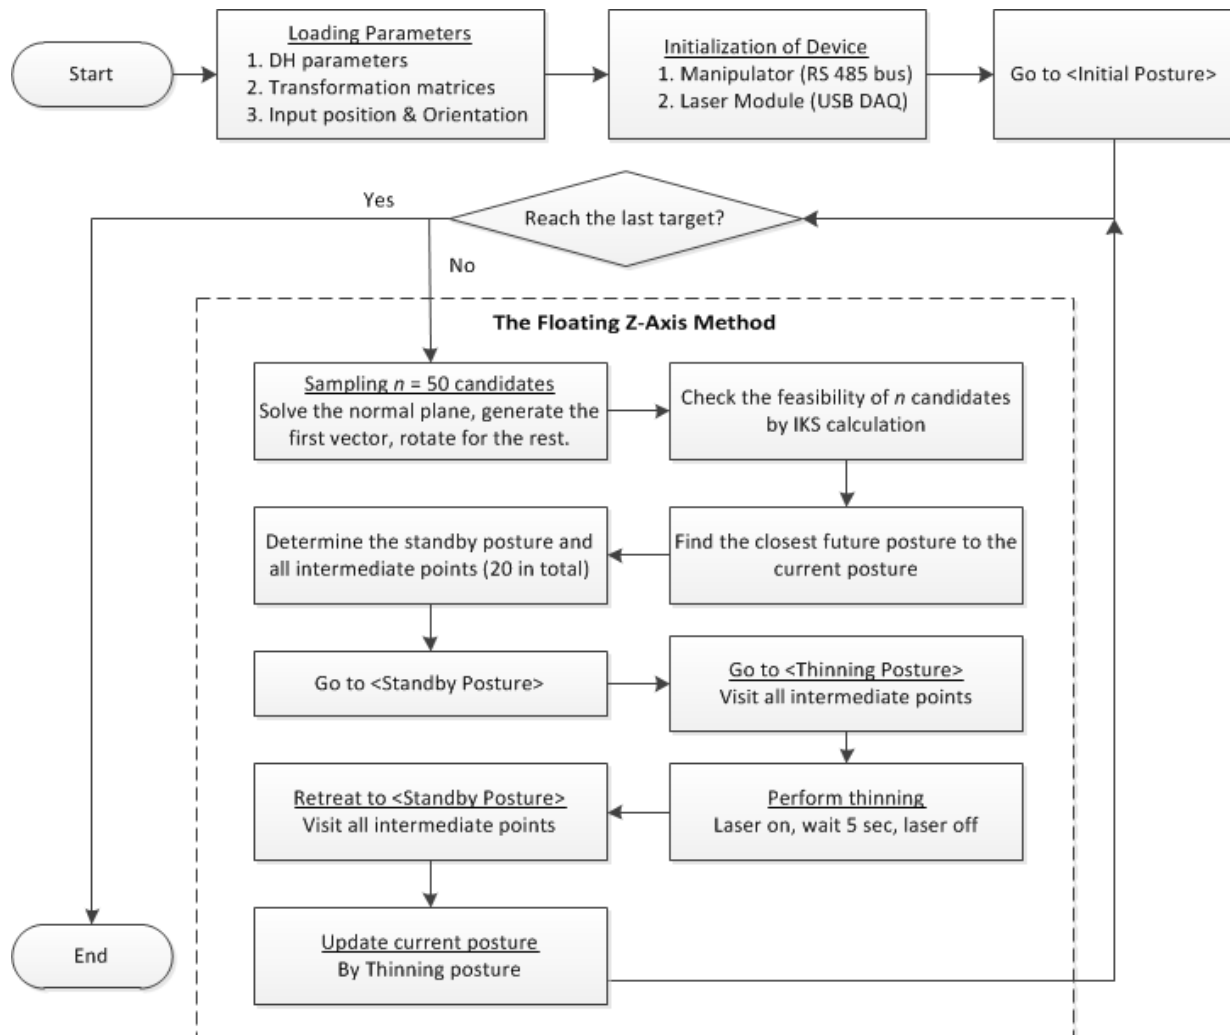 Start
Loading Parameters
1. DH parameters
2. Transformation matrices
3. Input position & Orientation
Initialization of Device
1. Manipulator (RS 485 bus)
2. Laser Module (USB DAQ)
Go to <Initial Posture>
Reach the last target?
Yes
No
The Floating Z-Axis Method
Sampling n = 50 candidates
Solve the normal plane, generate the
first vector, rotate for the rest.
Check the feasibility of n candidates
by IKS calculation
Find the closest future posture to the
current posture
Determine the standby posture and
all intermediate points (20 in total)
Go to <Standby Posture>
Go to <Thinning Posture>
Visit all intermediate points
Perform thinning
Laser on, wait 5 sec, laser off
Retreat to <Standby Posture>
Visit all intermediate points
Update current posture
By Thinning posture
End